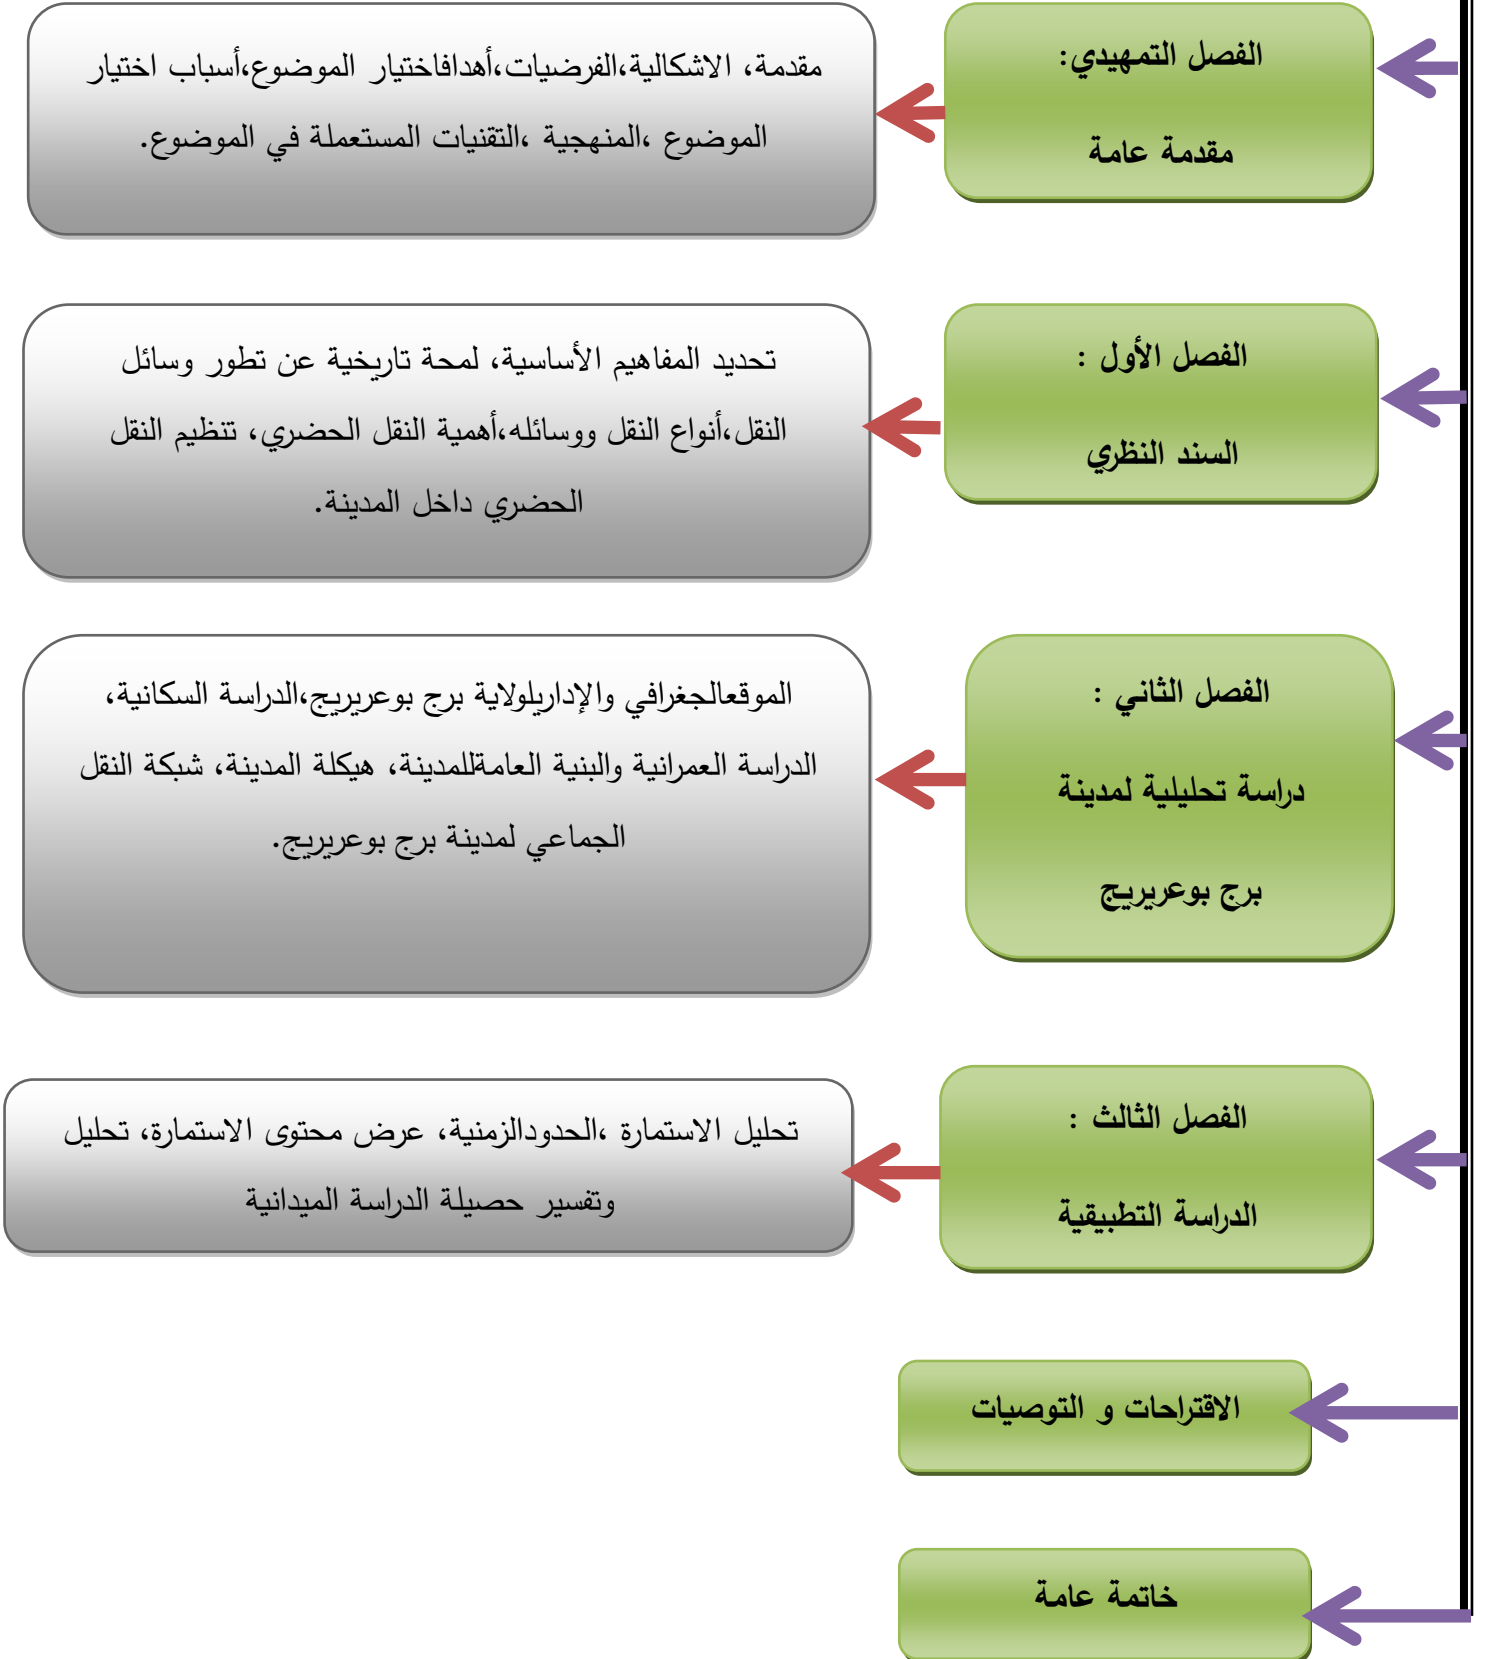 الفصل التمهيدي:
مقدمة عامة
مقدمة، الاشكالية،الفرضيات،أهدافاختيار الموضوع،أسباب اختيار
الموضوع ،المنهجية ،التقنيات المستعملة في الموضوع.
الفصل الأول :
السند النظري
تحديد المفاهيم الأساسية، لمحة تاريخية عن تطور وسائل
النقل،أنواع النقل ووسائله،أهمية النقل الحضري، تنظيم النقل
الحضري داخل المدينة.
الفصل الثاني :
دراسة تحليلية لمدينة
برج بوعريريج
الموقعالجغرافي والإداريلولاية برج بوعريريج،الدراسة السكانية،
الدراسة العمرانية والبنية العامةللمدينة، هيكلة المدينة، شبكة النقل
الجماعي لمدينة برج بوعريريج.
الفصل الثالث :
الدراسة التطبيقية
تحليل الاستمارة ،الحدودالزمنية، عرض محتوى الاستمارة، تحليل
وتفسير حصيلة الدراسة الميدانية
الاقتراحات و التوصيات
خاتمة عامة